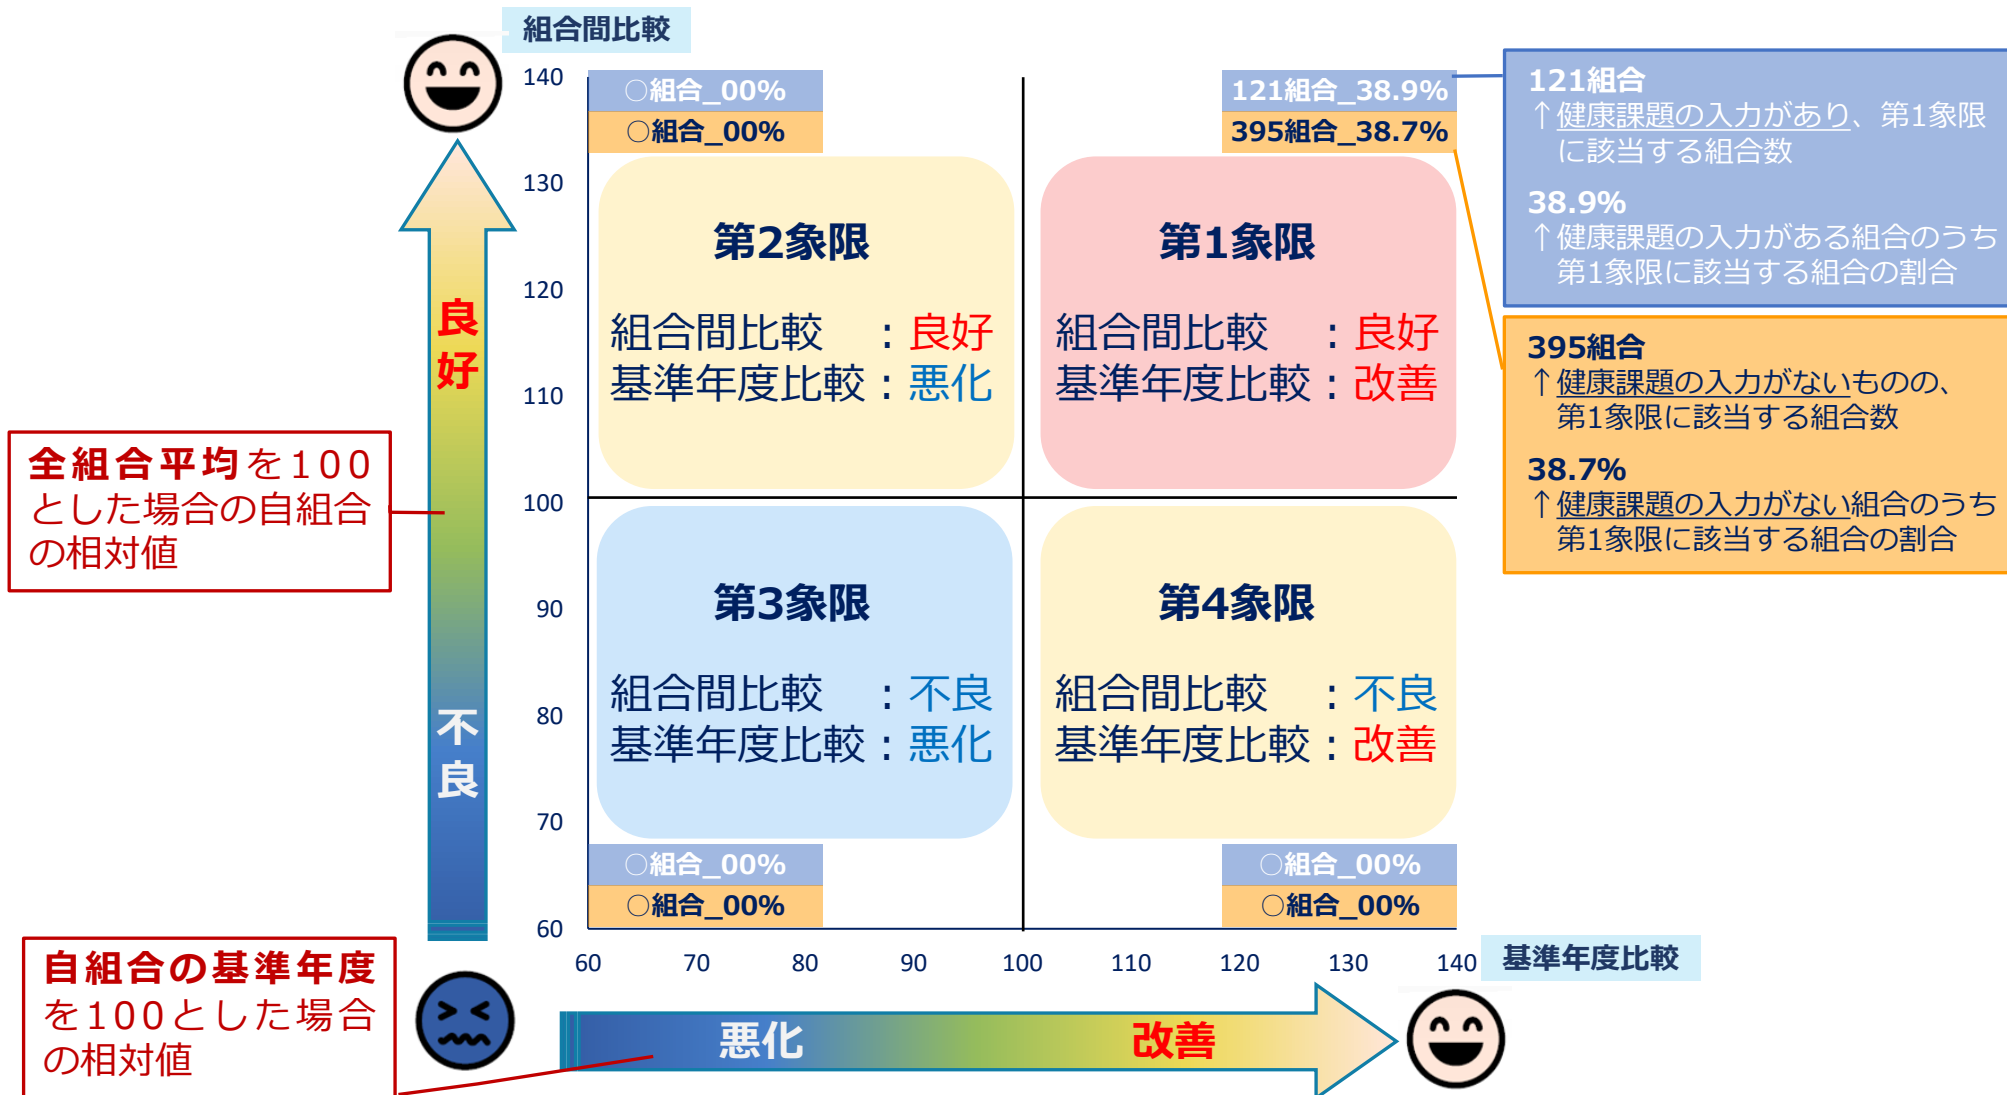 組合間比較
140
130
120
110
100
90
80
70
60
○組合_00%
○組合_00%
121組合_38.9%
395組合_38.7%
第2象限
組合間比較　：良好
基準年度比較：悪化
第1象限
組合間比較　：良好
基準年度比較：改善
第3象限
組合間比較　：不良
基準年度比較：悪化
第4象限
組合間比較　：不良
基準年度比較：改善
○組合_00%
○組合_00%
○組合_00%
○組合_00%
60 70 80 90 100 110 120 130 140
基準年度比較
良好
不良
悪化
改善
全組合平均を100
とした場合の自組合
の相対値
自組合の基準年度
を100とした場合
の相対値
121組合
↑健康課題の入力があり、第1象限
に該当する組合数
38.9%
↑健康課題の入力がある組合のうち
第1象限に該当する組合の割合
395組合
↑健康課題の入力がないものの、
第1象限に該当する組合数
38.7%
↑健康課題の入力がない組合のうち
第1象限に該当する組合の割合